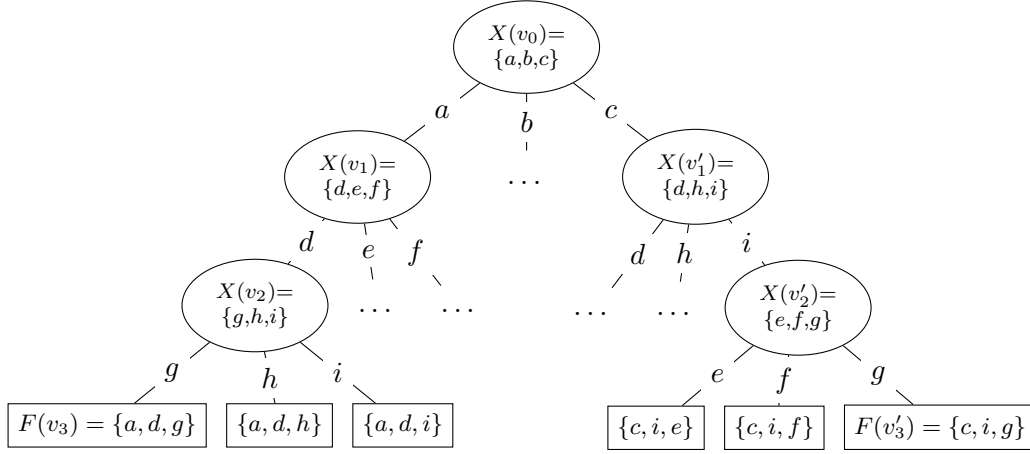 X(v₀)=
{a,b,c}
a
b
c
X(v₁)=
{d,e,f}
...
X(v′₁)=
{d,h,i}
d
e
f
d
h
i
X(v₂)=
{g,h,i}
...
...
...
...
X(v′₂)=
{e,f,g}
g
h
i
e
f
g
F(v₃) = {a, d, g}
{a, d, h}
{a, d, i}
{c, i, e}
{c, i, f}
F(v′₃) = {c, i, g}